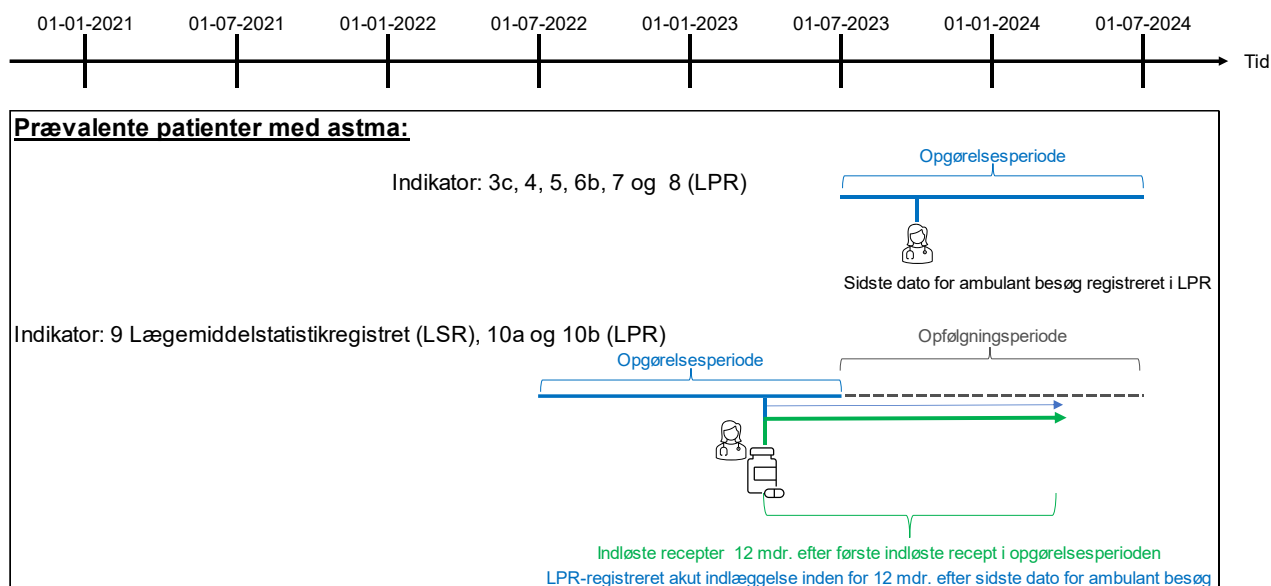 01-01-2021 01-07-2021 01-01-2022 01-07-2022 01-01-2023 01-07-2023 01-01-2024 01-07-2024
Tid
Prævalente patienter med astma:
Opgørelsesperiode
Indikator: 3c, 4, 5, 6b, 7 og 8 (LPR)
Sidste dato for ambulant besøg registreret i LPR
Indikator: 9 Lægemiddelstatistikregistret (LSR), 10a og 10b (LPR)
Opfølgningsperiode
Opgørelsesperiode
Indløste recepter 12 mdr. efter første indløste recept i opgørelsesperioden
LPR-registreret akut indlæggelse inden for 12 mdr. efter sidste dato for ambulant besøg